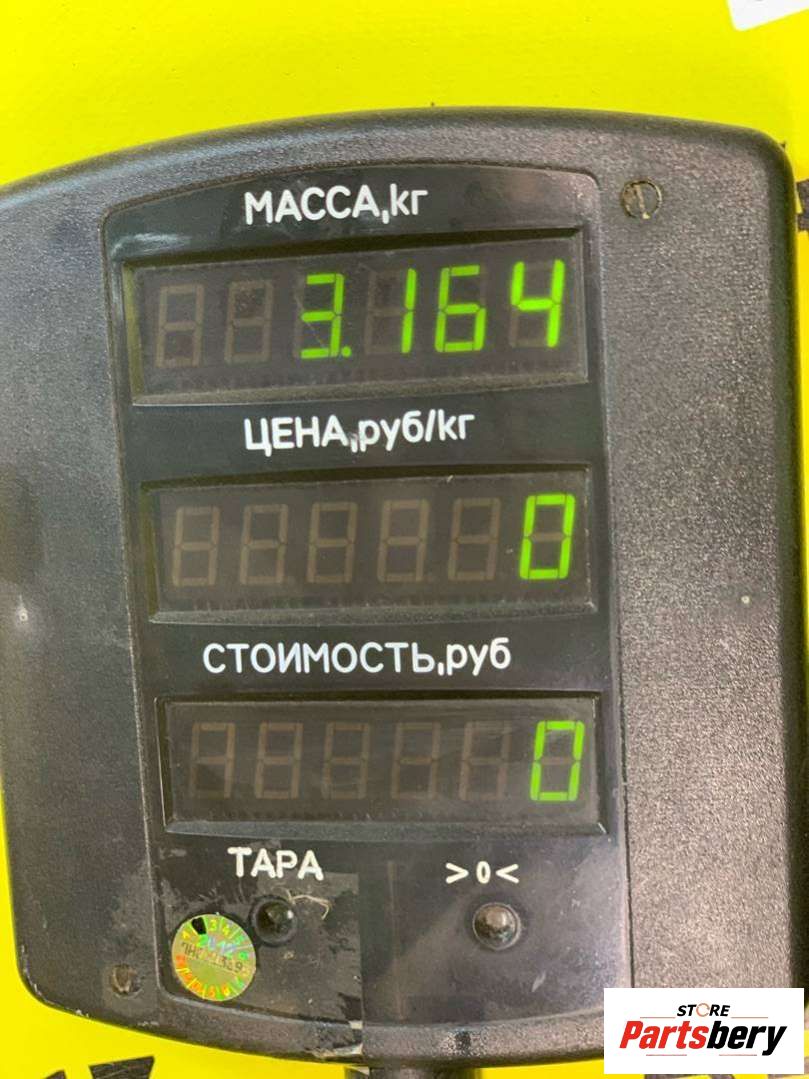 МАССА,кг
3.164
ЦЕНА,руб/кг
0
СТОИМОСТЬ,руб
0
ТАРА >0<
STORE
Partsbery